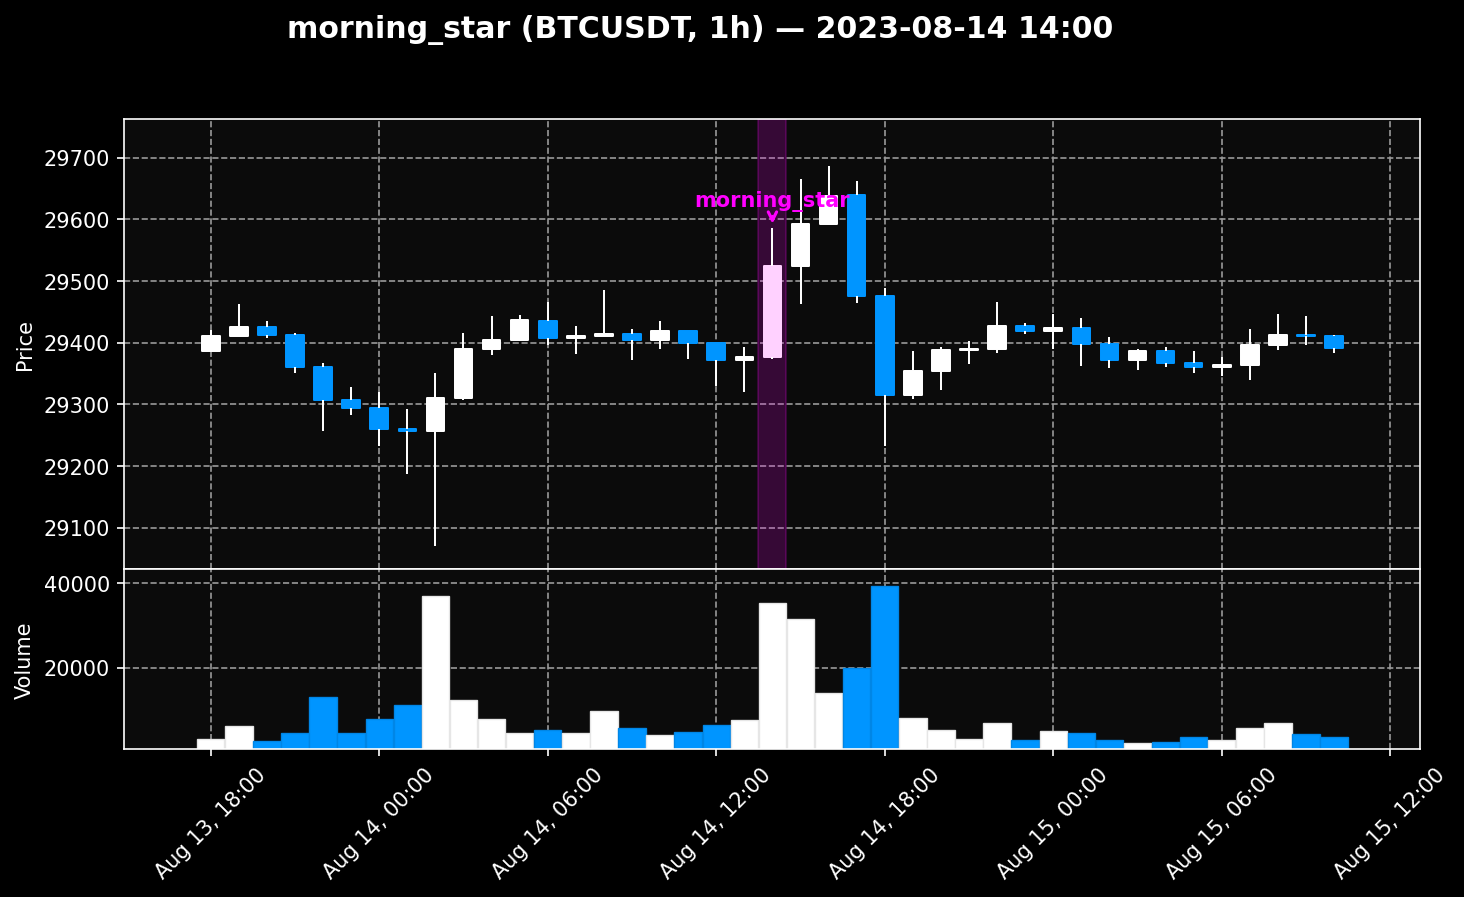 morning_star (BTCUSDT, 1h) — 2023-08-14 14:00
29700
29600
29500
29400
29300
29200
29100
Price
morning_star
40000
20000
Volume
Aug 13, 18:00
Aug 14, 00:00
Aug 14, 06:00
Aug 14, 12:00
Aug 14, 18:00
Aug 15, 00:00
Aug 15, 06:00
Aug 15, 12:00